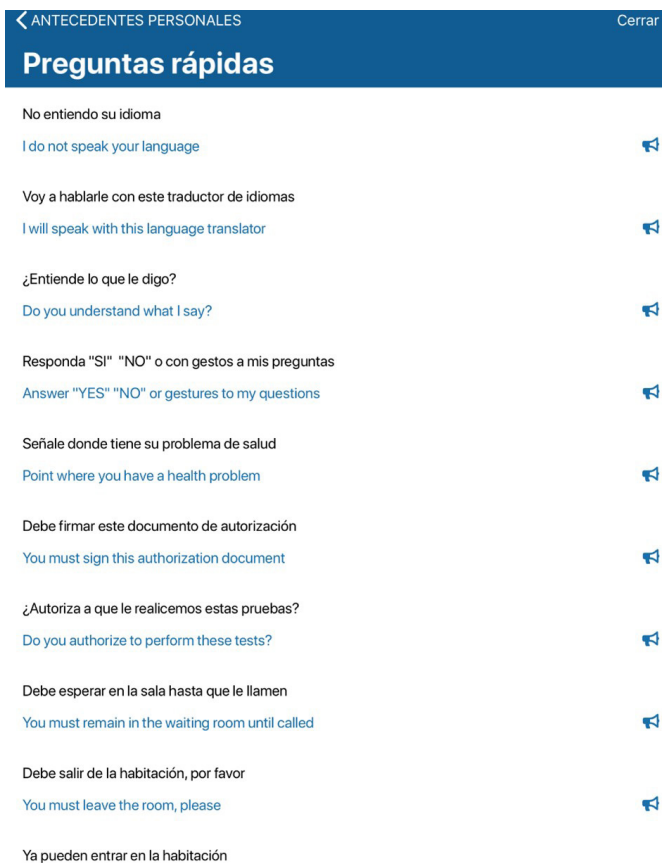 ANTECEDENTES PERSONALES
Cerrar
Preguntas rápidas
No entiendo su idioma
I do not speak your language
Voy a hablarle con este traductor de idiomas
I will speak with this language translator
¿Entiende lo que le digo?
Do you understand what I say?
Responda "SI"  "NO" o con gestos a mis preguntas
Answer "YES" "NO" or gestures to my questions
Señale donde tiene su problema de salud
Point where you have a health problem
Debe firmar este documento de autorización
You must sign this authorization document
¿Autoriza a que le realicemos estas pruebas?
Do you authorize to perform these tests?
Debe esperar en la sala hasta que le llamen
You must remain in the waiting room until called
Debe salir de la habitación, por favor
You must leave the room, please
Ya pueden entrar en la habitación